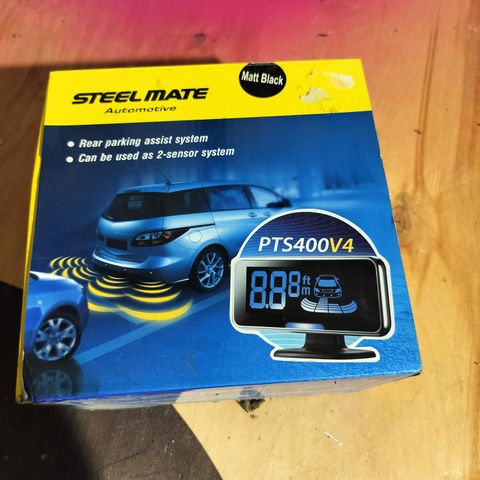 Matt Black
STEEL MATE
Automotive
• Rear parking assist system
• Can be used as 2-sensor system
PTS400V4
8.8.8 ft m